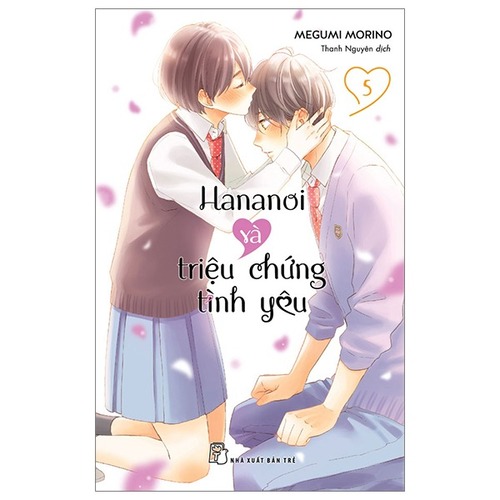 MEGUMI MORINO
Thanh Nguyên dịch
5
Hananoi
và
triệu chứng
tình yêu
NHÀ XUẤT BẢN TRẺ